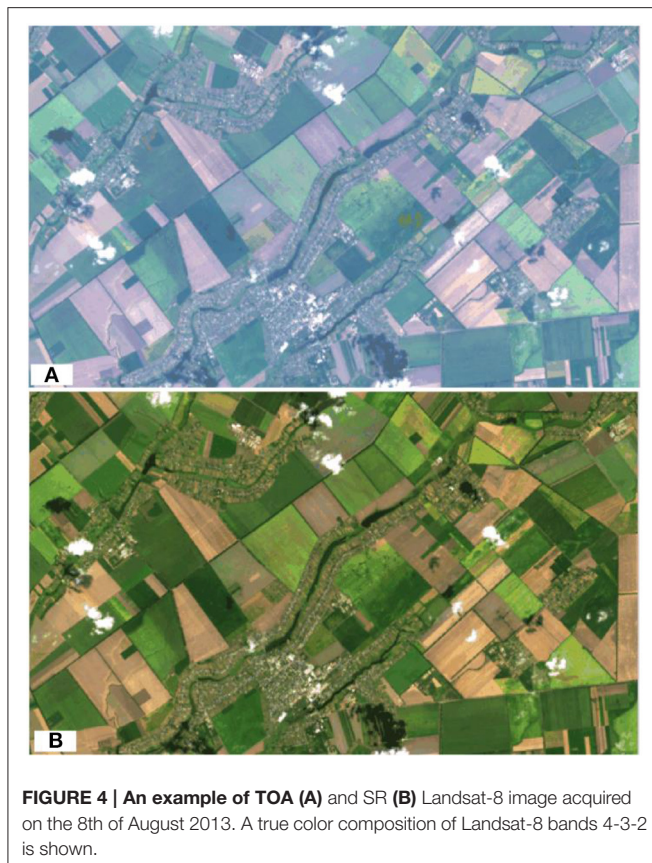 A
B
FIGURE 4 | An example of TOA (A) and SR (B) Landsat-8 image acquired
on the 8th of August 2013. A true color composition of Landsat-8 bands 4-3-2
is shown.